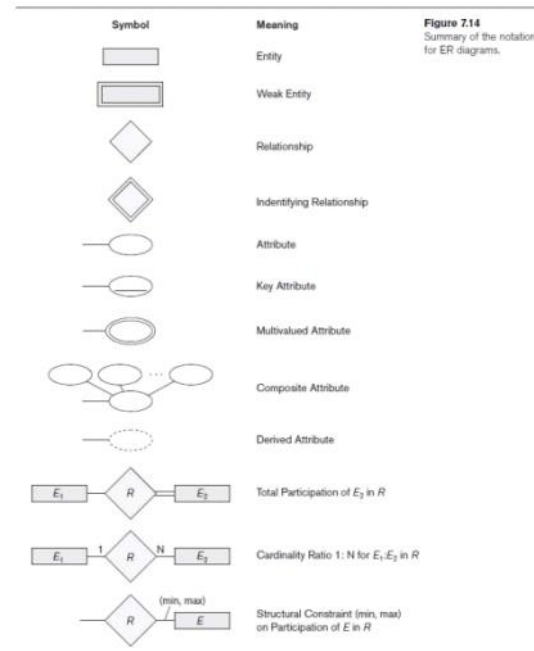 Symbol Meaning
Figure 7.14
Summary of the notation
for ER diagrams.
Entity
Weak Entity
Relationship
Indentifying Relationship
Attribute
Key Attribute
Multivalued Attribute
...
Composite Attribute
Derived Attribute
E₁ R E₂ Total Participation of E₂ in R
E₁ 1 R N E₂ Cardinality Ratio 1: N for E₁:E₂ in R
(min, max)
R E
Structural Constraint (min, max)
on Participation of E in R